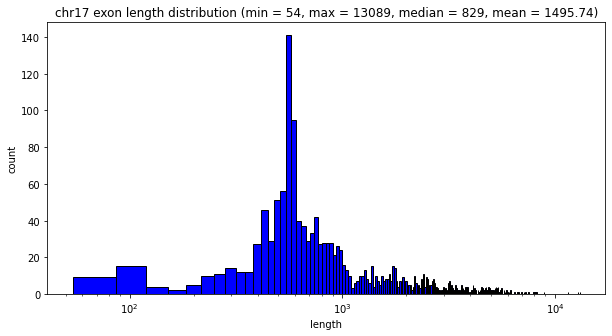 chr17 exon length distribution (min = 54, max = 13089, median = 829, mean = 1495.74)
140
120
100
80
60
40
20
0
count
10² 10³ 10⁴
length